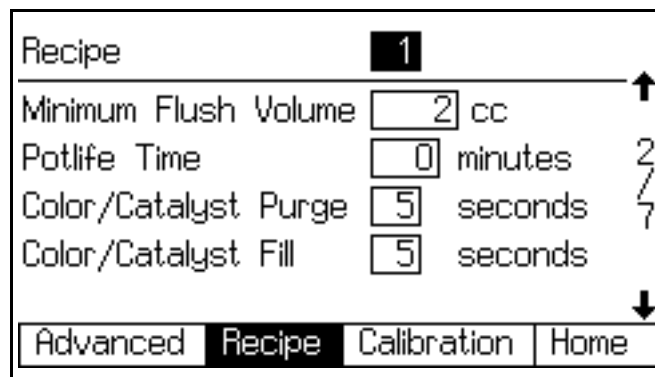 Recipe 1
Minimum Flush Volume 2 cc
Potlife Time 0 minutes
Color/Catalyst Purge 5 seconds
Color/Catalyst Fill 5 seconds
2/7
Advanced Recipe Calibration Home